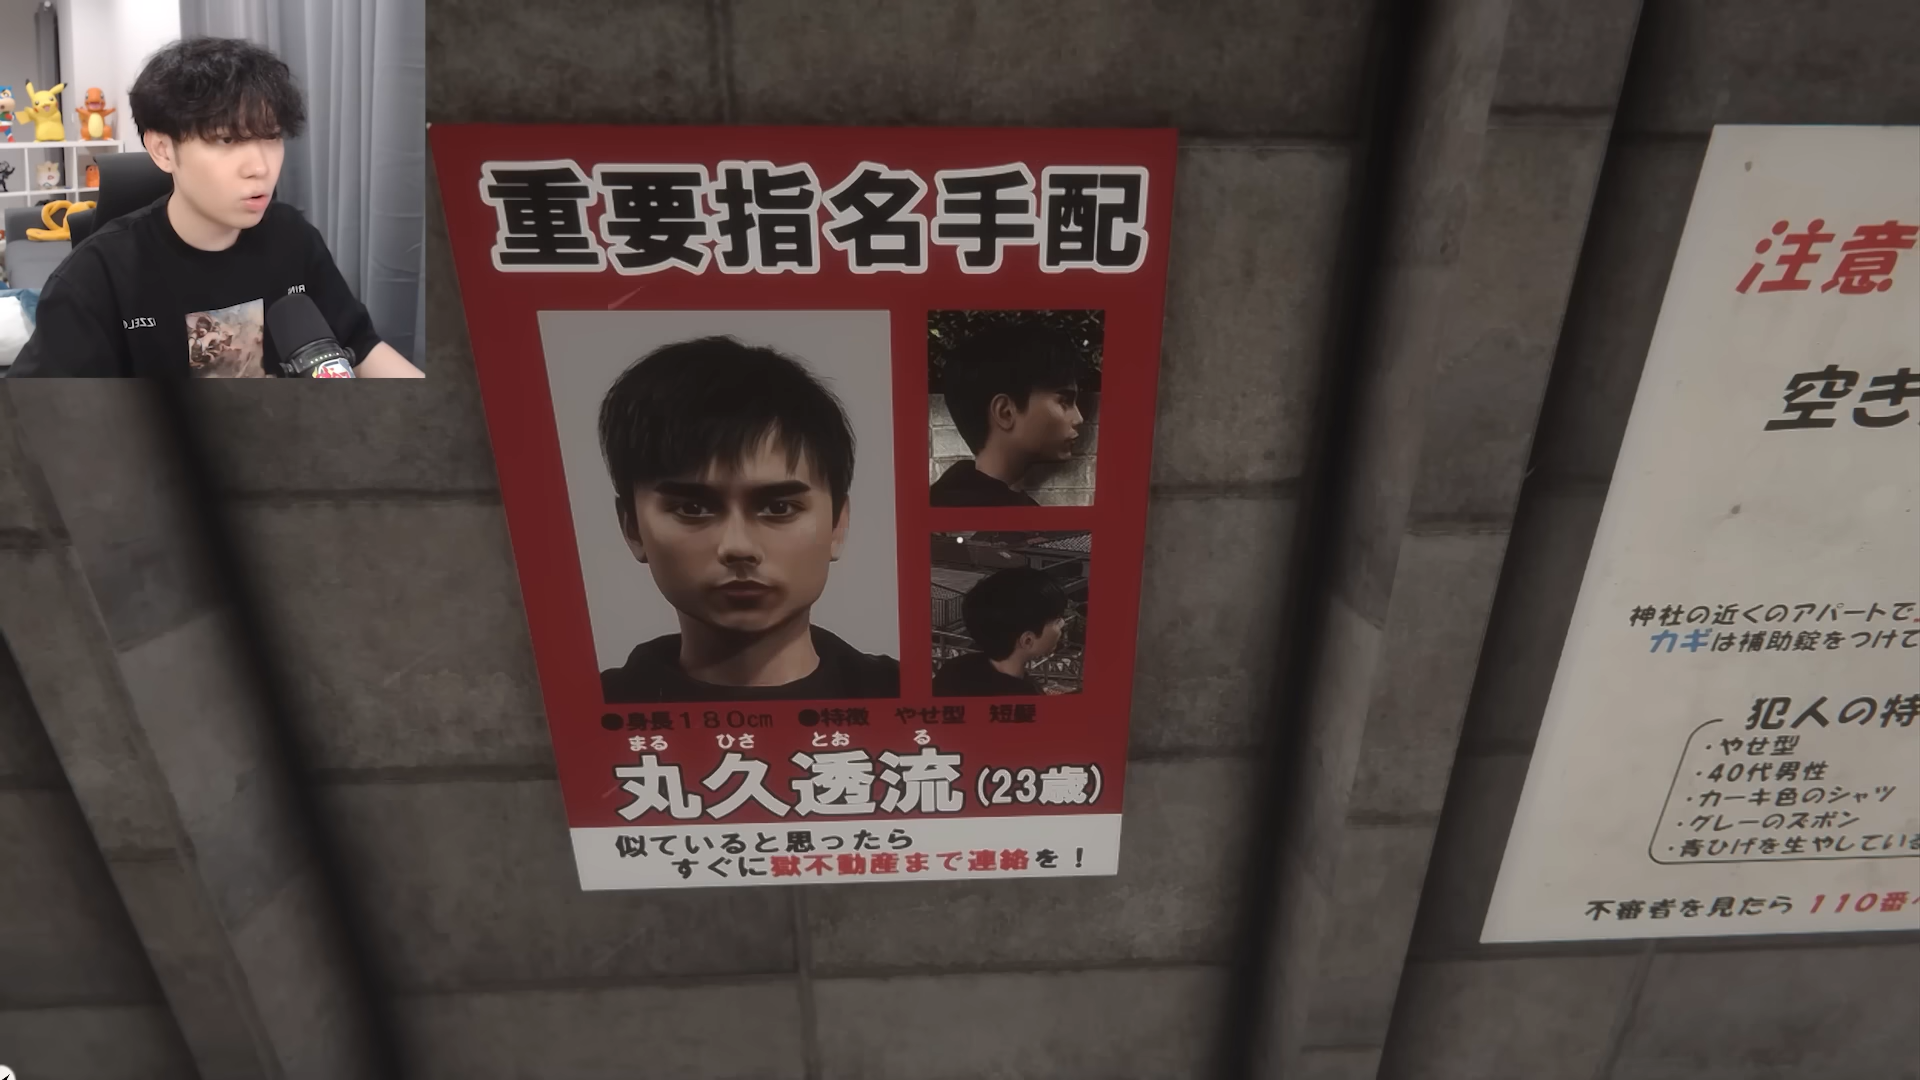 重要指名手配
●身長180cm ●特徴 やせ型 短髪
まる ひさ とお る
丸久透流(23歳)
似ていると思ったら
すぐに獄不動産まで連絡を!
注意
空き
神社の近くのアパートで
カギは補助錠をつけて
犯人の特
・やせ型
・40代男性
・カーキ色のシャツ
・グレーのズボン
・青ひげを生やしている
不審者を見たら 110番